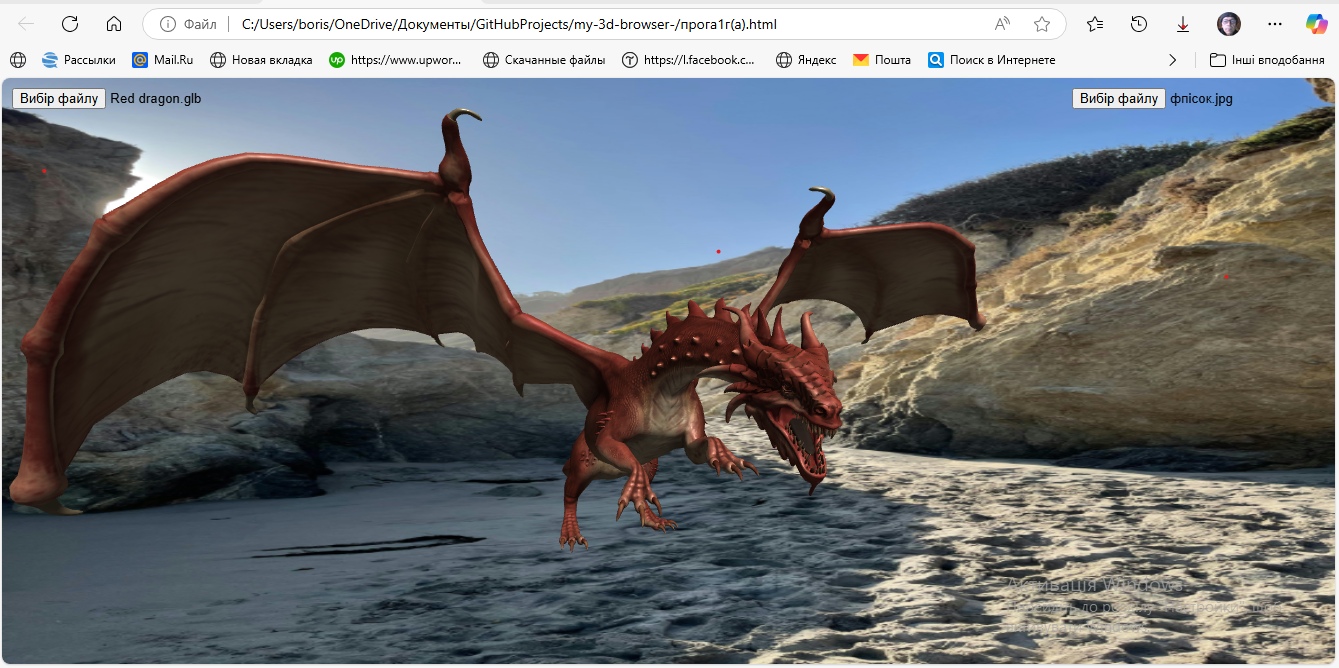 Файл
C:/Users/boris/OneDrive/Документы/GitHubProjects/my-3d-browser-/прога1г(а).html
Рассылки
Mail.Ru
Новая вкладка
https://www.upwor...
Скачанные файлы
https://l.facebook.c...
Яндекс
Почта
Поиск в Интернете
Інші вподобання
Вибір файлу Red dragon.glb
Вибір файлу фпісок.jpg
Активація Windows